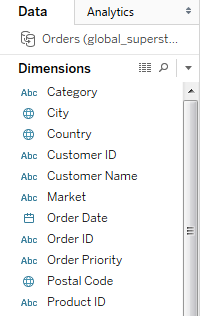 Data Analytics
Orders (global_superst...
Dimensions
Abc Category
City
Country
Abc Customer ID
Abc Customer Name
Abc Market
Order Date
Abc Order ID
Abc Order Priority
Postal Code
Abc Product ID